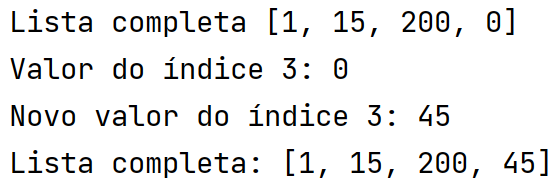 Lista completa [1, 15, 200, 0]
Valor do índice 3: 0
Novo valor do índice 3: 45
Lista completa: [1, 15, 200, 45]